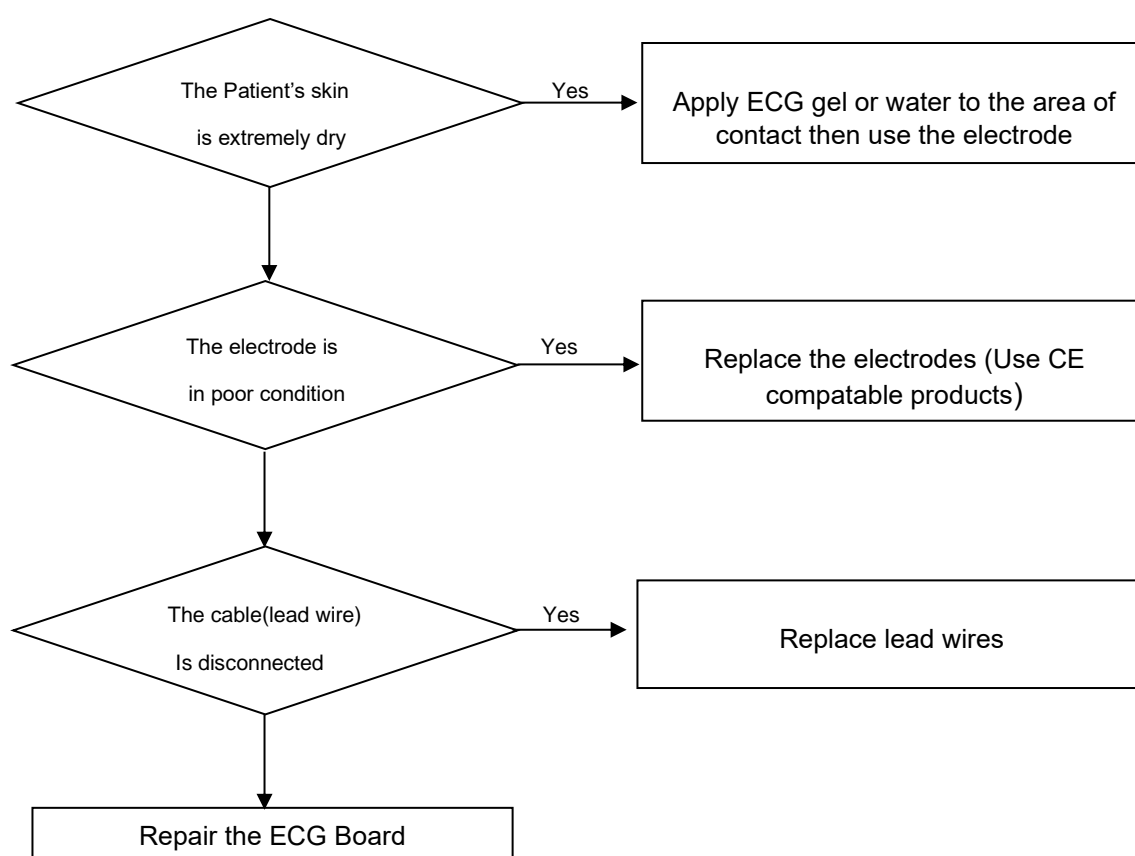 The Patient's skin
is extremely dry
Yes
Apply ECG gel or water to the area of
contact then use the electrode
The electrode is
in poor condition
Yes
Replace the electrodes (Use CE
compatable products)
The cable(lead wire)
Is disconnected
Yes
Replace lead wires
Repair the ECG Board